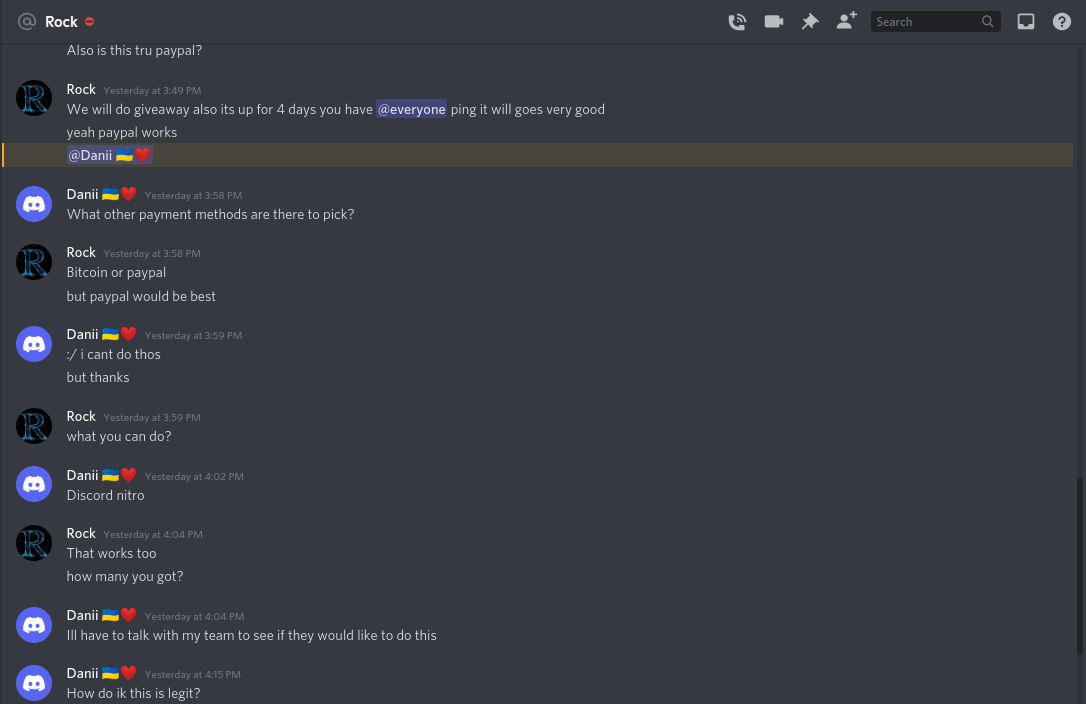 Rock
Search
Also is this tru paypal?
Rock Yesterday at 3:49 PM
We will do giveaway also its up for 4 days you have @everyone ping it will goes very good
yeah paypal works
@Danii 🇺🇦❤️
Danii 🇺🇦❤️ Yesterday at 3:58 PM
What other payment methods are there to pick?
Rock Yesterday at 3:58 PM
Bitcoin or paypal
but paypal would be best
Danii 🇺🇦❤️ Yesterday at 3:59 PM
:/ i cant do thos
but thanks
Rock Yesterday at 3:59 PM
what you can do?
Danii 🇺🇦❤️ Yesterday at 4:02 PM
Discord nitro
Rock Yesterday at 4:04 PM
That works too
how many you got?
Danii 🇺🇦❤️ Yesterday at 4:04 PM
Ill have to talk with my team to see if they would like to do this
Danii 🇺🇦❤️ Yesterday at 4:15 PM
How do ik this is legit?